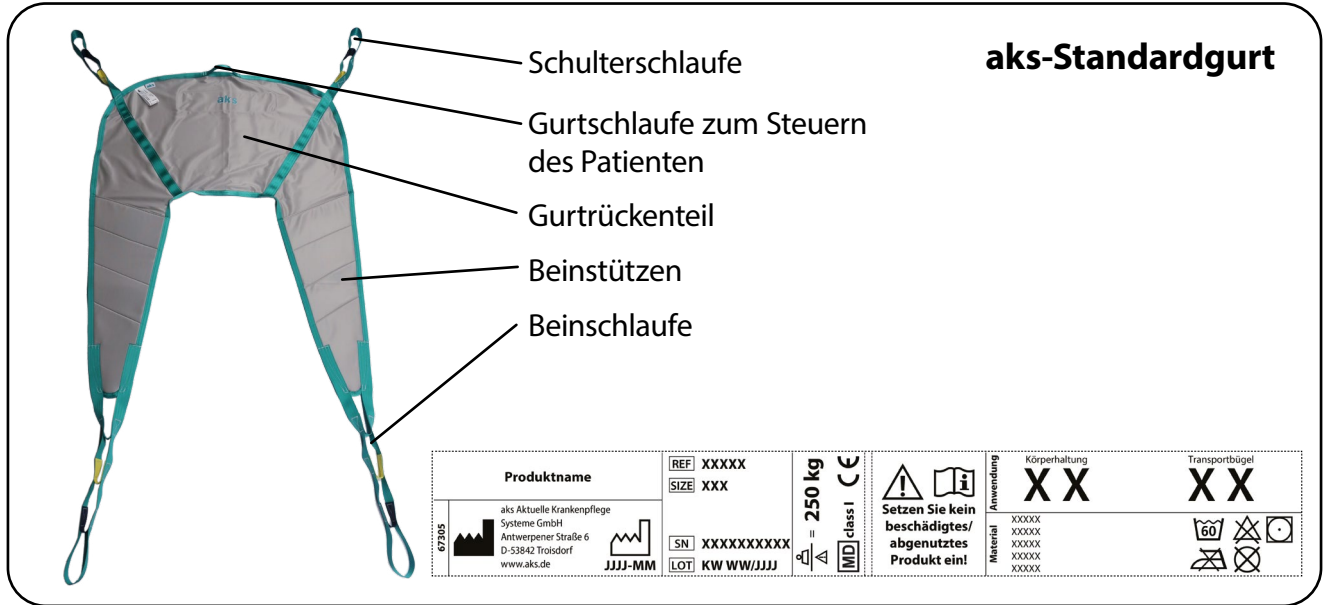 aks-Standardgurt
Schulterschlaufe
Gurtschlaufe zum Steuern
des Patienten
Gurtrückenteil
Beinstützen
Beinschlaufe
aks
Produktname
67305
aks Aktuelle Krankenpflege
Systeme GmbH
Antwerpener Straße 6
D-53842 Troisdorf
www.aks.de
JJJJ-MM
REF XXXXX
SIZE XXX
SN XXXXXXXXXX
LOT KW WW/JJJJ
= 250 kg
MD class I CE
Setzen Sie kein
beschädigtes/
abgenutztes
Produkt ein!
Anwendung
Körperhaltung
X X
Transportbügel
X X
Material
XXXXX
XXXXX
XXXXX
XXXXX
XXXXX
60